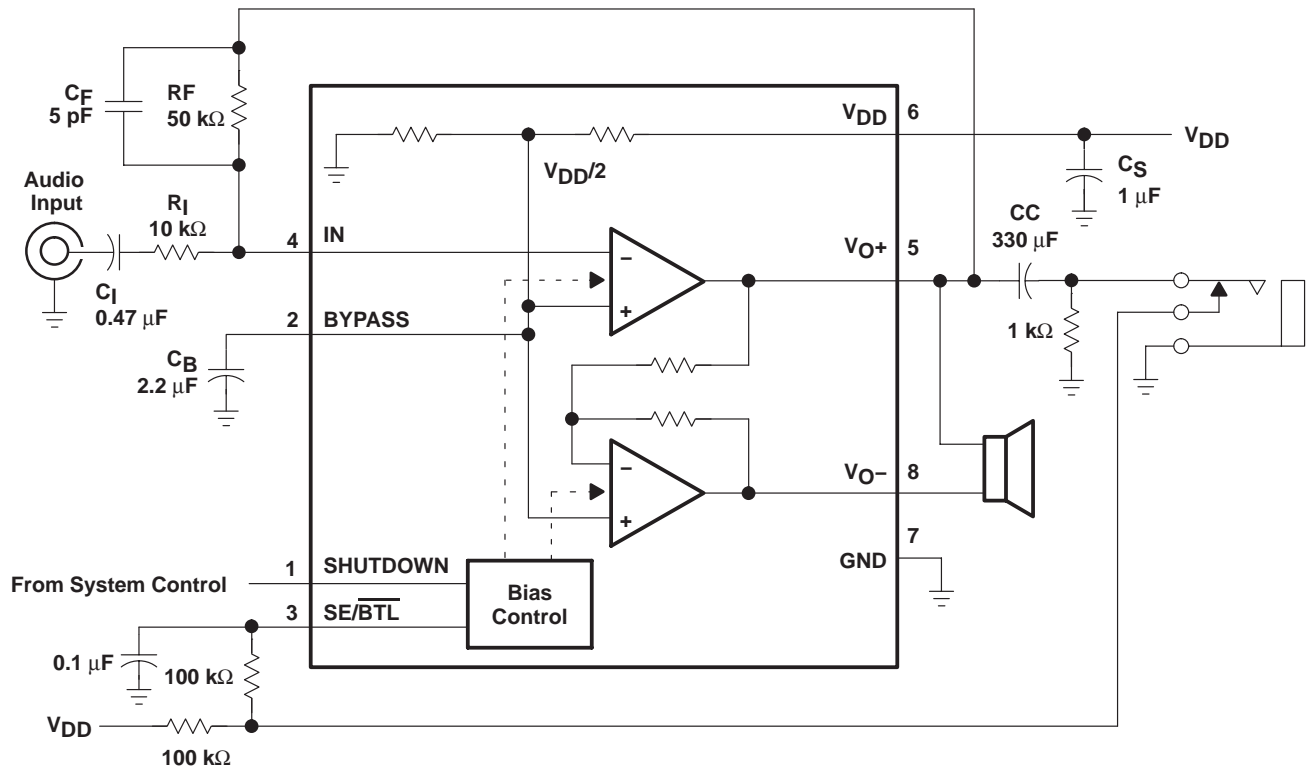 CF
5 pF
RF
50 kΩ
Audio
Input
RI
10 kΩ
CI
0.47 μF
CB
2.2 μF
4
IN
2
BYPASS
VDD/2
VDD
6
VDD
CS
1 μF
CC
330 μF
VO+
5
1 kΩ
−
+
−
+
VO−
8
7
GND
From System Control
1
SHUTDOWN
3
SE/BTL
Bias
Control
0.1 μF
100 kΩ
VDD
100 kΩ